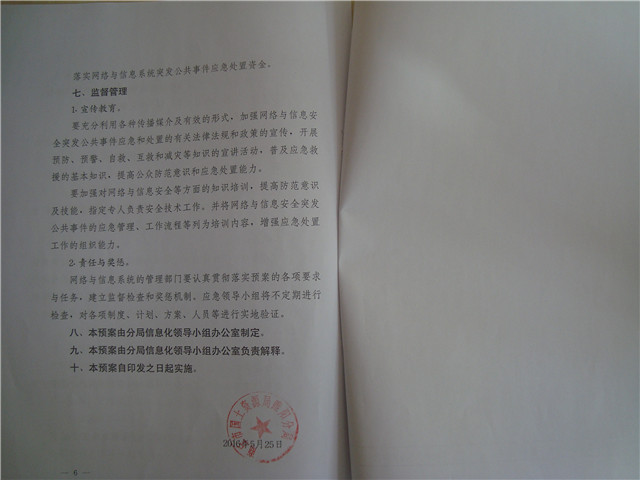 落实网络与信息系统突发公共事件应急处置资金。
七、监督管理
1. 宣传教育。
要充分利用各种传播媒介及有效的形式，加强网络与信息安
全突发公共事件应急和处置的有关法律法规和政策的宣传，开展
预防、预警、自救、互救和减灾等知识的宣讲活动，普及应急救
援的基本知识，提高公众防范意识和应急处置能力。
要加强对网络与信息安全等方面的知识培训，提高防范意识
及技能，指定专人负责安全技术工作。并将网络与信息安全突发
公共事件的应急管理、工作流程等列为培训内容，增强应急处置
工作的组织能力。
2. 责任与奖惩。
网络与信息系统的管理部门要认真贯彻落实预案的各项要求
与任务，建立监督检查和奖惩机制、应急领导小组将不定期进行
检查，对各项制度、计划、方案、人员等进行实地验证。
八、本预案由分局信息化领导小组办公室制定。
九、本预案由分局信息化领导小组办公室负责解释。
十、本预案自印发之日起实施。
国土资源局
2016年5月25日
— 6 —